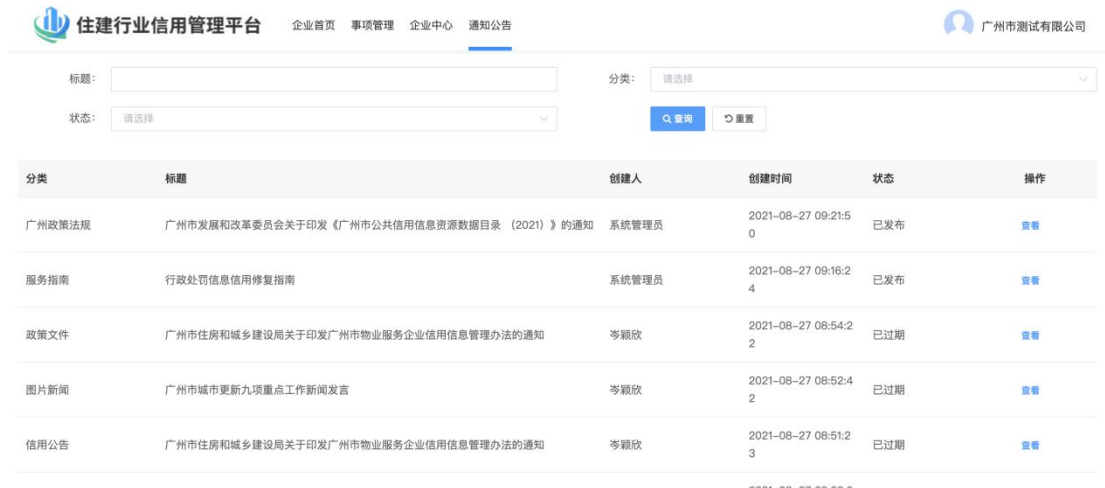 住建行业信用管理平台 企业首页 事项管理 企业中心 通知公告 广州市测试有限公司
标题： 分类： 请选择
状态： 请选择 查询 重置
分类 标题 创建人 创建时间 状态 操作
广州政策法规 广州市发展和改革委员会关于印发《广州市公共信用信息资源数据目录 （2021）》的通知 系统管理员 2021-08-27 09:21:5
0 已发布 查看
服务指南 行政处罚信息信用修复指南 系统管理员 2021-08-27 09:16:2
4 已发布 查看
政策文件 广州市住房和城乡建设局关于印发广州市物业服务企业信用信息管理办法的通知 岑颖欣 2021-08-27 08:54:2
2 已过期 查看
图片新闻 广州市城市更新九项重点工作新闻发言 岑颖欣 2021-08-27 08:52:4
2 已过期 查看
信用公告 广州市住房和城乡建设局关于印发广州市物业服务企业信用信息管理办法的通知 岑颖欣 2021-08-27 08:51:2
3 已过期 查看